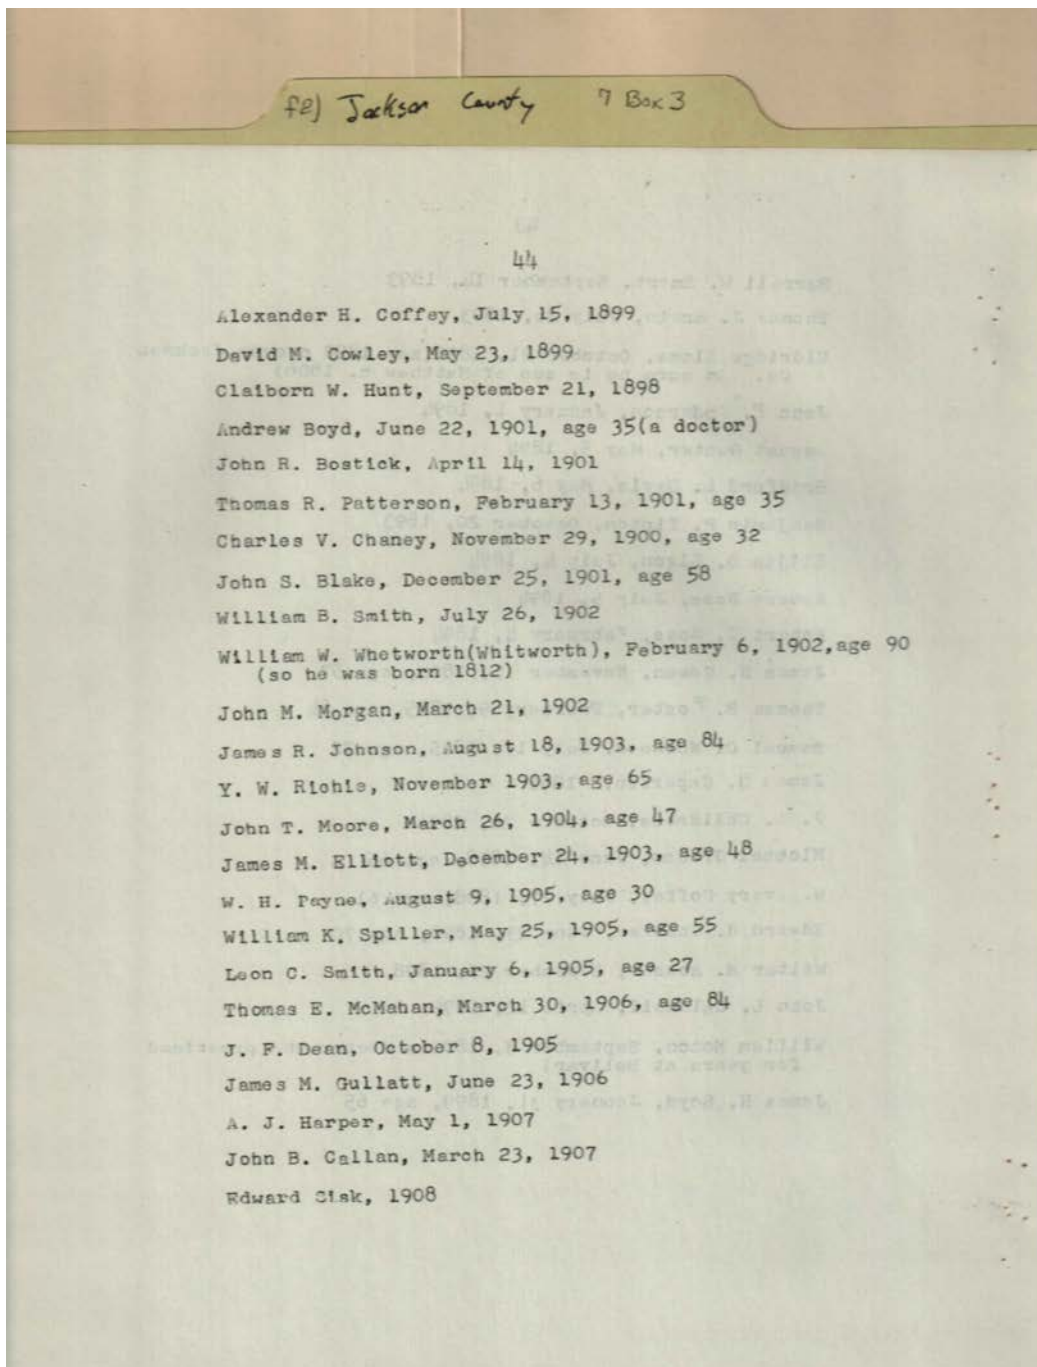 f2) Jackson County 7 Box 3
44
Alexander H. Coffey, July 15, 1899
David M. Cowley, May 23, 1899
Claiborn W. Hunt, September 21, 1898
Andrew Boyd, June 22, 1901, age 35(a doctor)
John R. Bostick, April 14, 1901
Thomas R. Patterson, February 13, 1901, age 35
Charles V. Chaney, November 29, 1900, age 32
John S. Blake, December 25, 1901, age 58
William B. Smith, July 26, 1902
William W. Whetworth(Whitworth), February 6, 1902,age 90
(so he was born 1812)
John M. Morgan, March 21, 1902
James R. Johnson, August 18, 1903, age 84
Y. W. Richie, November 1903, age 65
John T. Moore, March 26, 1904, age 47
James M. Elliott, December 24, 1903, age 48
W. H. Payne, August 9, 1905, age 30
William K. Spiller, May 25, 1905, age 55
Leon C. Smith, January 6, 1905, age 27
Thomas E. McMahan, March 30, 1906, age 84
J. F. Dean, October 8, 1905
James M. Gullatt, June 23, 1906
A. J. Harper, May 1, 1907
John B. Callan, March 23, 1907
Edward Sisk, 1908